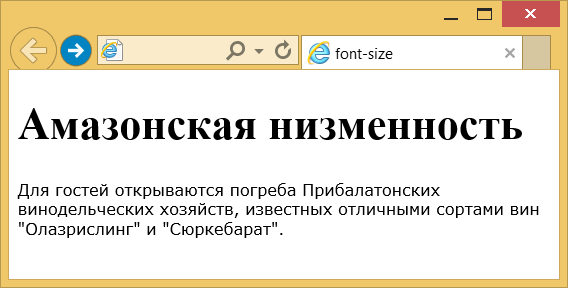 font-size
Амазонская низменность
Для гостей открываются погреба Прибалатонских
винодельческих хозяйств, известных отличными сортами вин
"Олазрислинг" и "Сюркебарат".